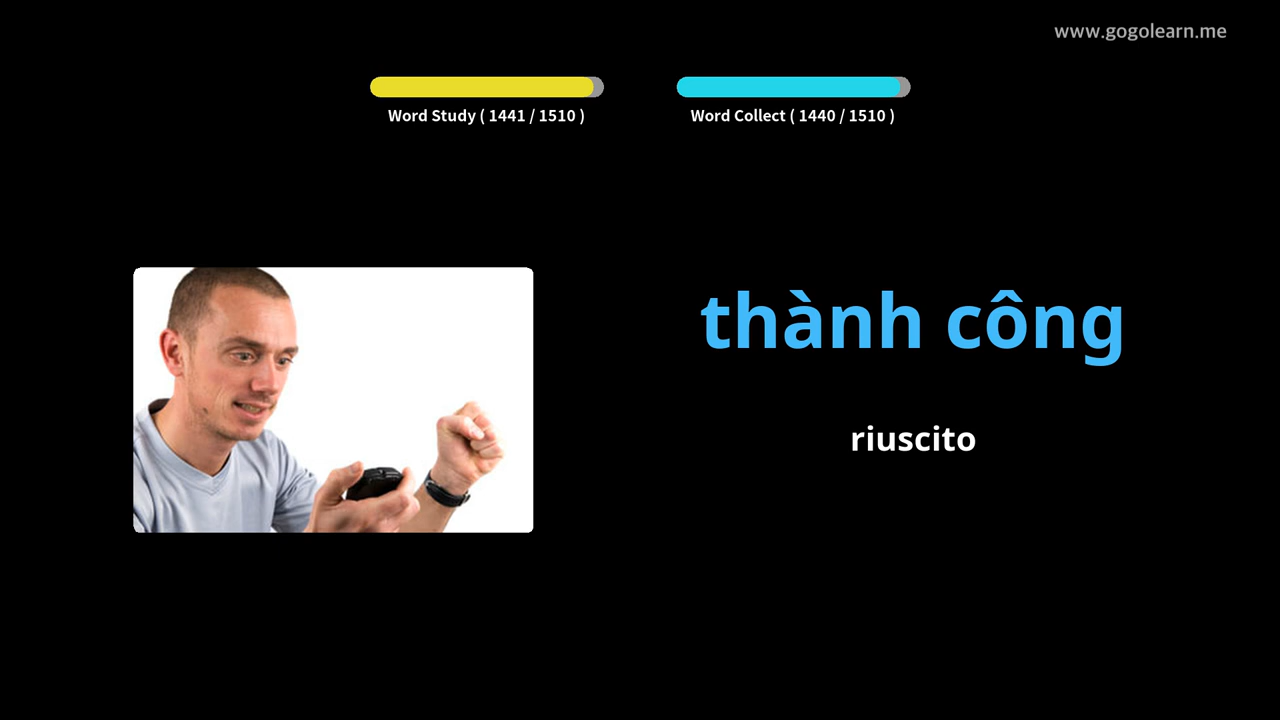 www.gogolearn.me
Word Study ( 1441 / 1510 )
Word Collect ( 1440 / 1510 )
thành công
riuscito